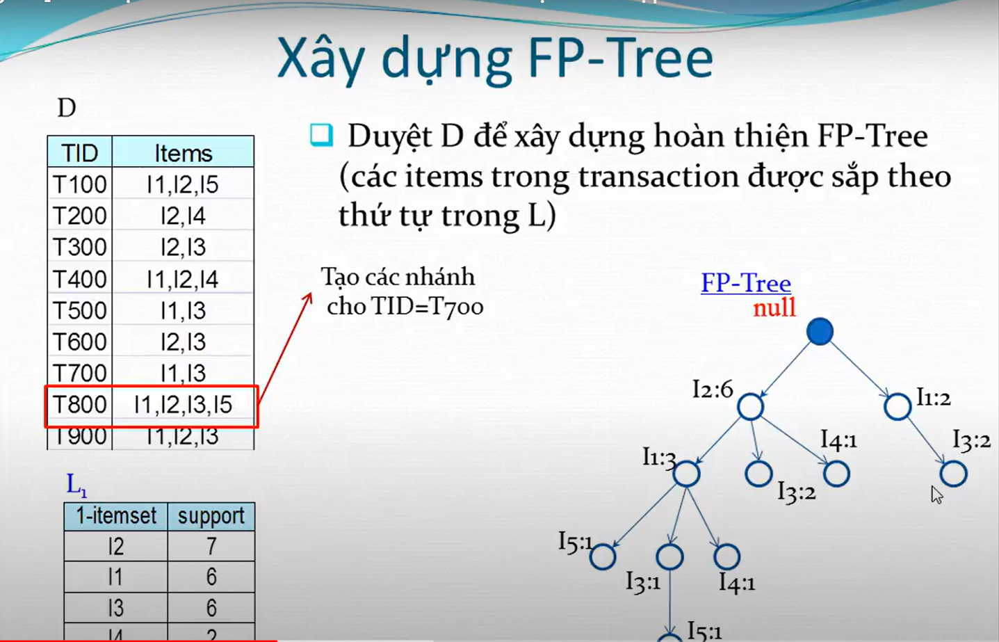 Xây dựng FP-Tree
D
TID Items
T100 I1,I2,I5
T200 I2,I4
T300 I2,I3
T400 I1,I2,I4
T500 I1,I3
T600 I2,I3
T700 I1,I3
T800 I1,I2,I3,I5
T900 I1,I2,I3
Duyệt D để xây dựng hoàn thiện FP-Tree
(các items trong transaction được sắp theo
thứ tự trong L)
Tạo các nhánh
cho TID=T700
FP-Tree
null
I2:6
I1:2
I1:3
I3:2
I4:1
I3:2
I5:1
I3:1
I4:1
I5:1
L1
1-itemset support
I2 7
I1 6
I3 6
I4 2